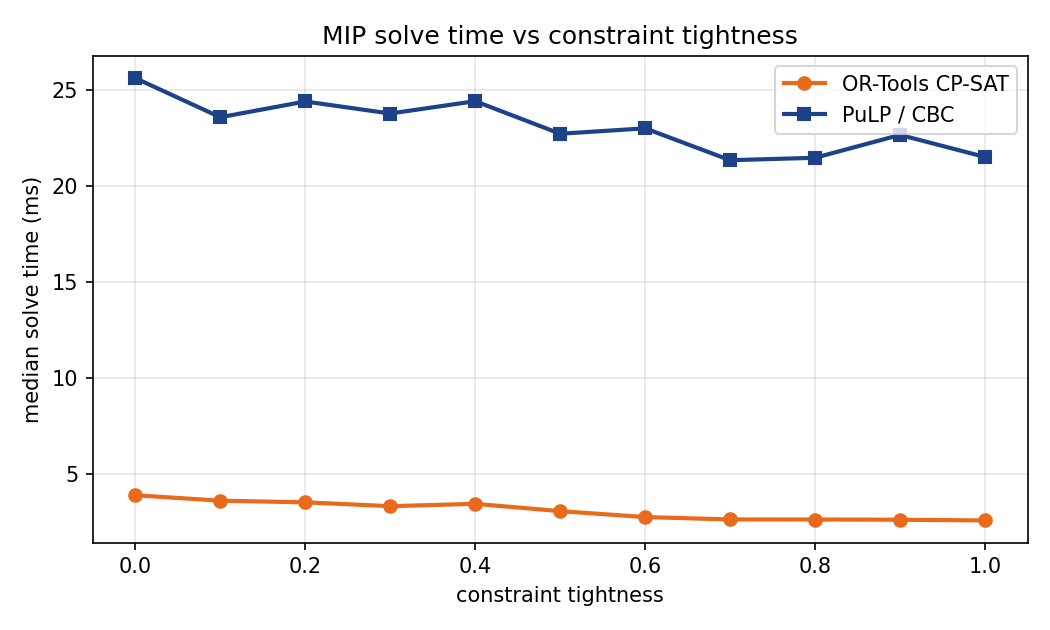 MIP solve time vs constraint tightness
OR-Tools CP-SAT
PuLP / CBC
median solve time (ms)
25
20
15
10
5
0.0 0.2 0.4 0.6 0.8 1.0
constraint tightness